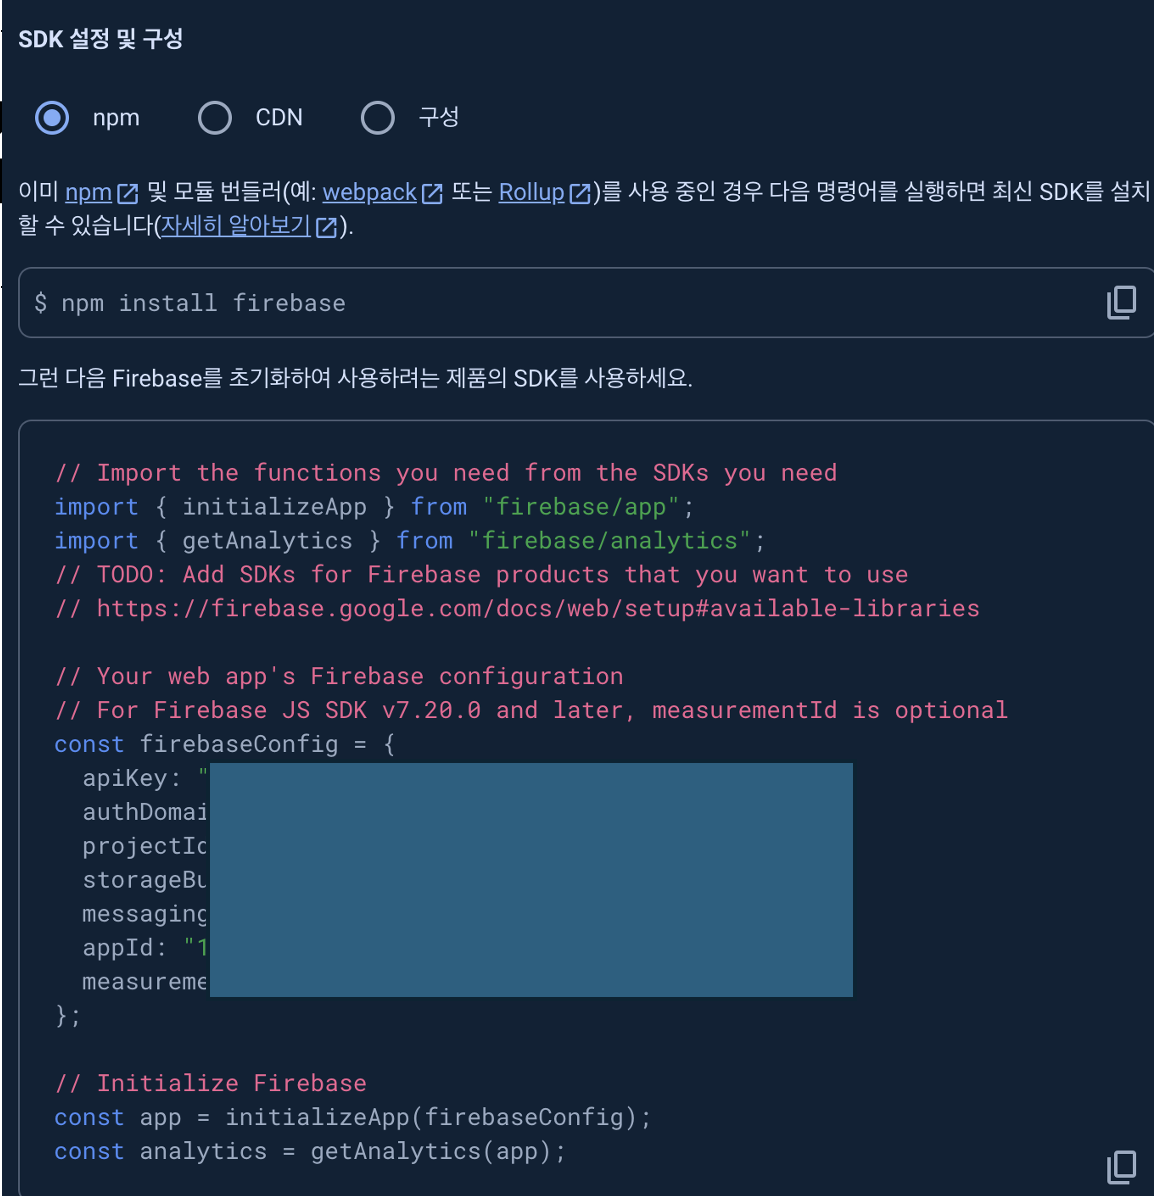 SDK 설정 및 구성
npm CDN 구성
이미 npm 및 모듈 번들러(예: webpack 또는 Rollup)를 사용 중인 경우 다음 명령어를 실행하면 최신 SDK를 설치
할 수 있습니다(자세히 알아보기).
$ npm install firebase
그런 다음 Firebase를 초기화하여 사용하려는 제품의 SDK를 사용하세요.
// Import the functions you need from the SDKs you need
import { initializeApp } from "firebase/app";
import { getAnalytics } from "firebase/analytics";
// TODO: Add SDKs for Firebase products that you want to use
// https://firebase.google.com/docs/web/setup#available-libraries
// Your web app's Firebase configuration
// For Firebase JS SDK v7.20.0 and later, measurementId is optional
const firebaseConfig = {
apiKey: "
authDomai
projectId
storageBu
messaging
appId: "1
measureme
};
// Initialize Firebase
const app = initializeApp(firebaseConfig);
const analytics = getAnalytics(app);